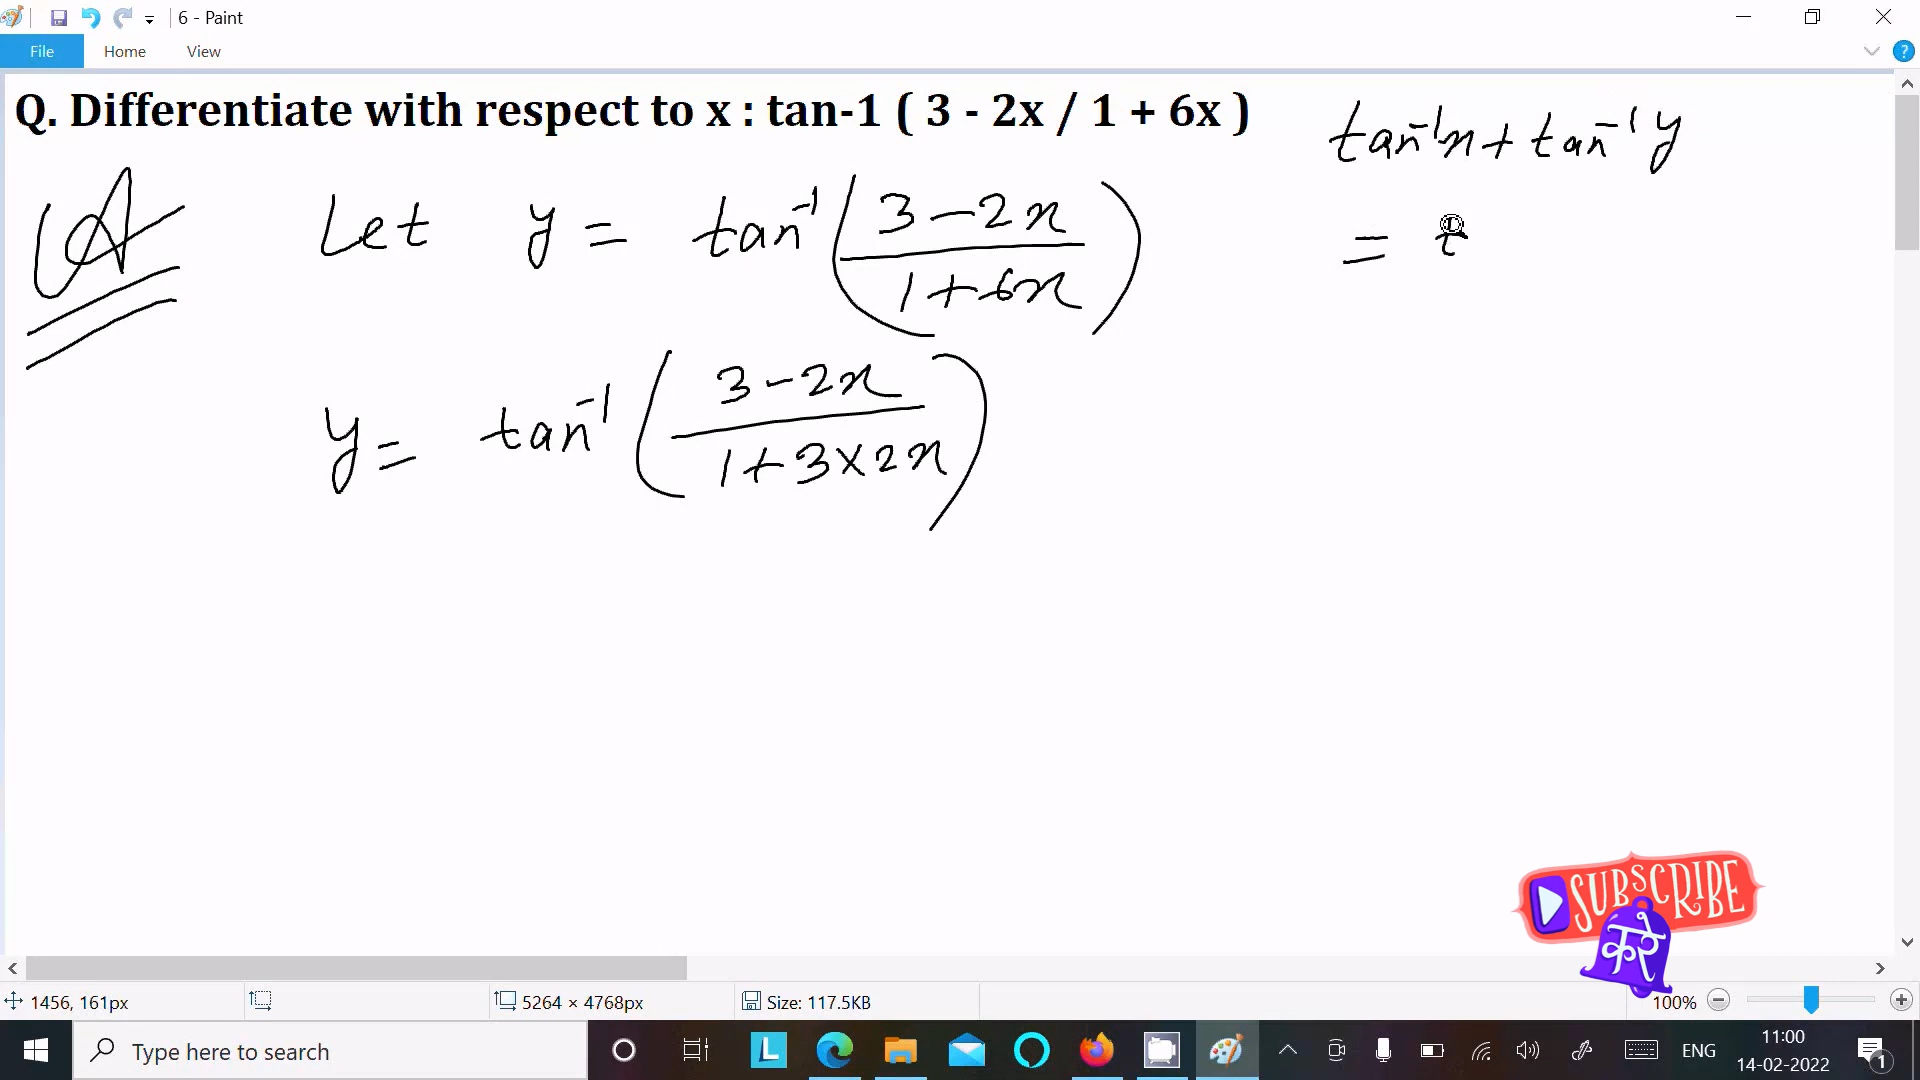 6 - Paint
File Home View
Q. Differentiate with respect to x : tan-1 ( 3 - 2x / 1 + 6x )
tan⁻¹x + tan⁻¹y
= t
Let y = tan⁻¹(3-2x / 1+6x)
y = tan⁻¹(3-2x / 1+3×2x)
SUBSCRIBE
करे
1456, 161px 5264 × 4768px Size: 117.5KB 100%
Type here to search
L
ENG
11:00
14-02-2022
1